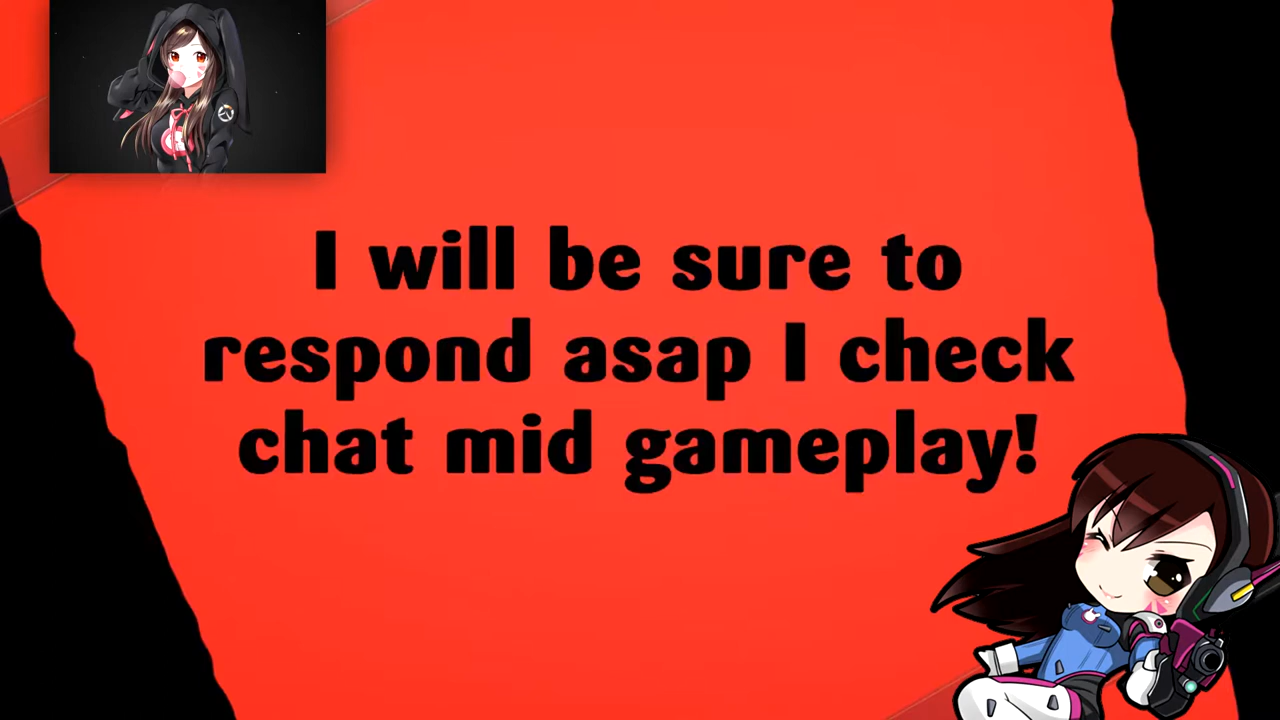 I will be sure to
respond asap I check
chat mid gameplay!